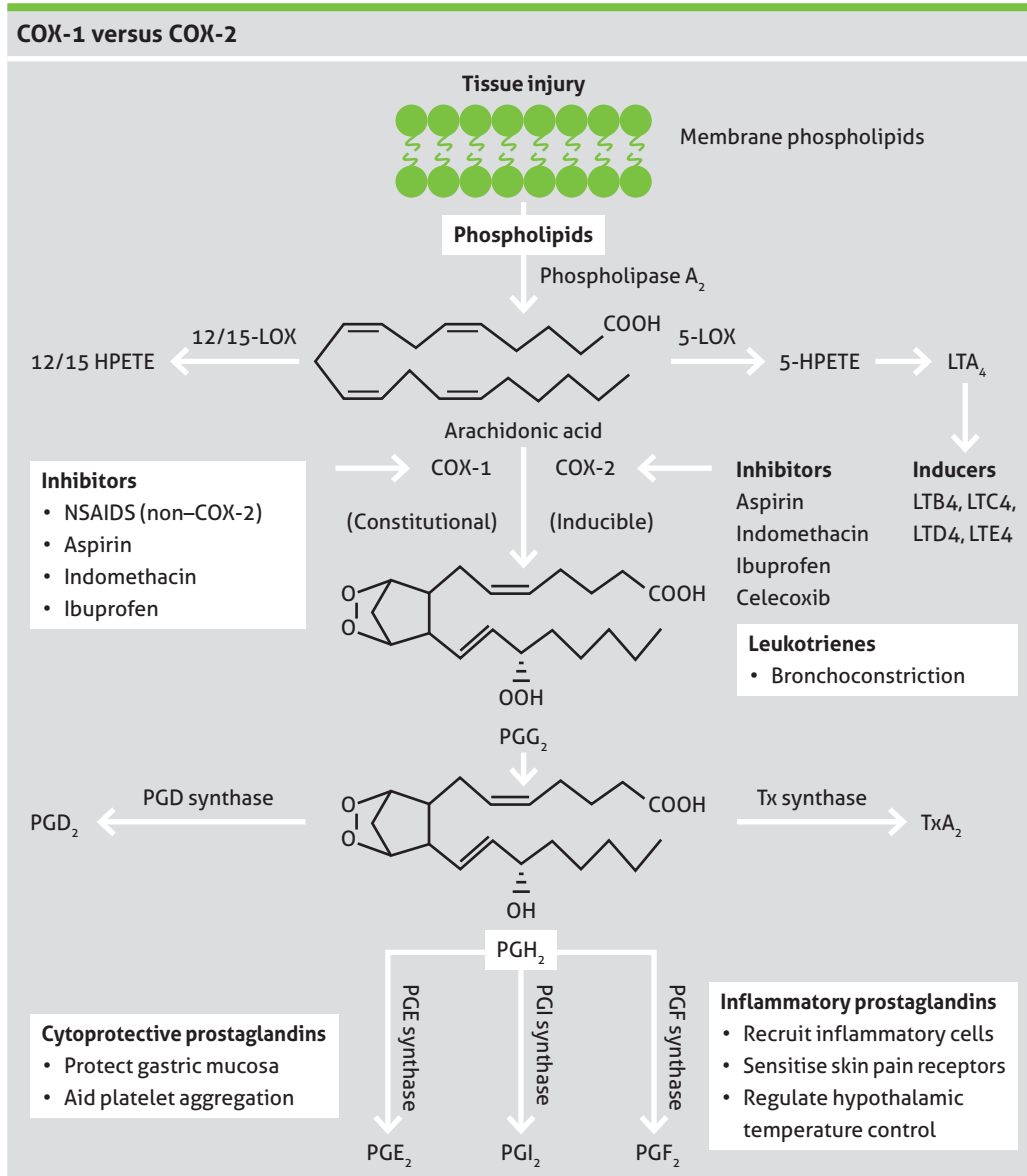 COX-1 versus COX-2
Tissue injury
Membrane phospholipids
Phospholipids
Phospholipase A₂
12/15 HPETE
12/15-LOX
COOH
5-LOX
5-HPETE
LTA₄
Arachidonic acid
COX-1
COX-2
(Constitutional)
(Inducible)
Inhibitors
• NSAIDS (non–COX-2)
• Aspirin
• Indomethacin
• Ibuprofen
Inhibitors
Aspirin
Indomethacin
Ibuprofen
Celecoxib
Inducers
LTB4, LTC4,
LTD4, LTE4
Leukotrienes
• Bronchoconstriction
O
O
COOH
OOH
PGG₂
PGD₂
PGD synthase
O
O
COOH
OH
Tx synthase
TxA₂
PGH₂
PGE synthase
PGI synthase
PGF synthase
Cytoprotective prostaglandins
• Protect gastric mucosa
• Aid platelet aggregation
Inflammatory prostaglandins
• Recruit inflammatory cells
• Sensitise skin pain receptors
• Regulate hypothalamic
temperature control
PGE₂
PGI₂
PGF₂